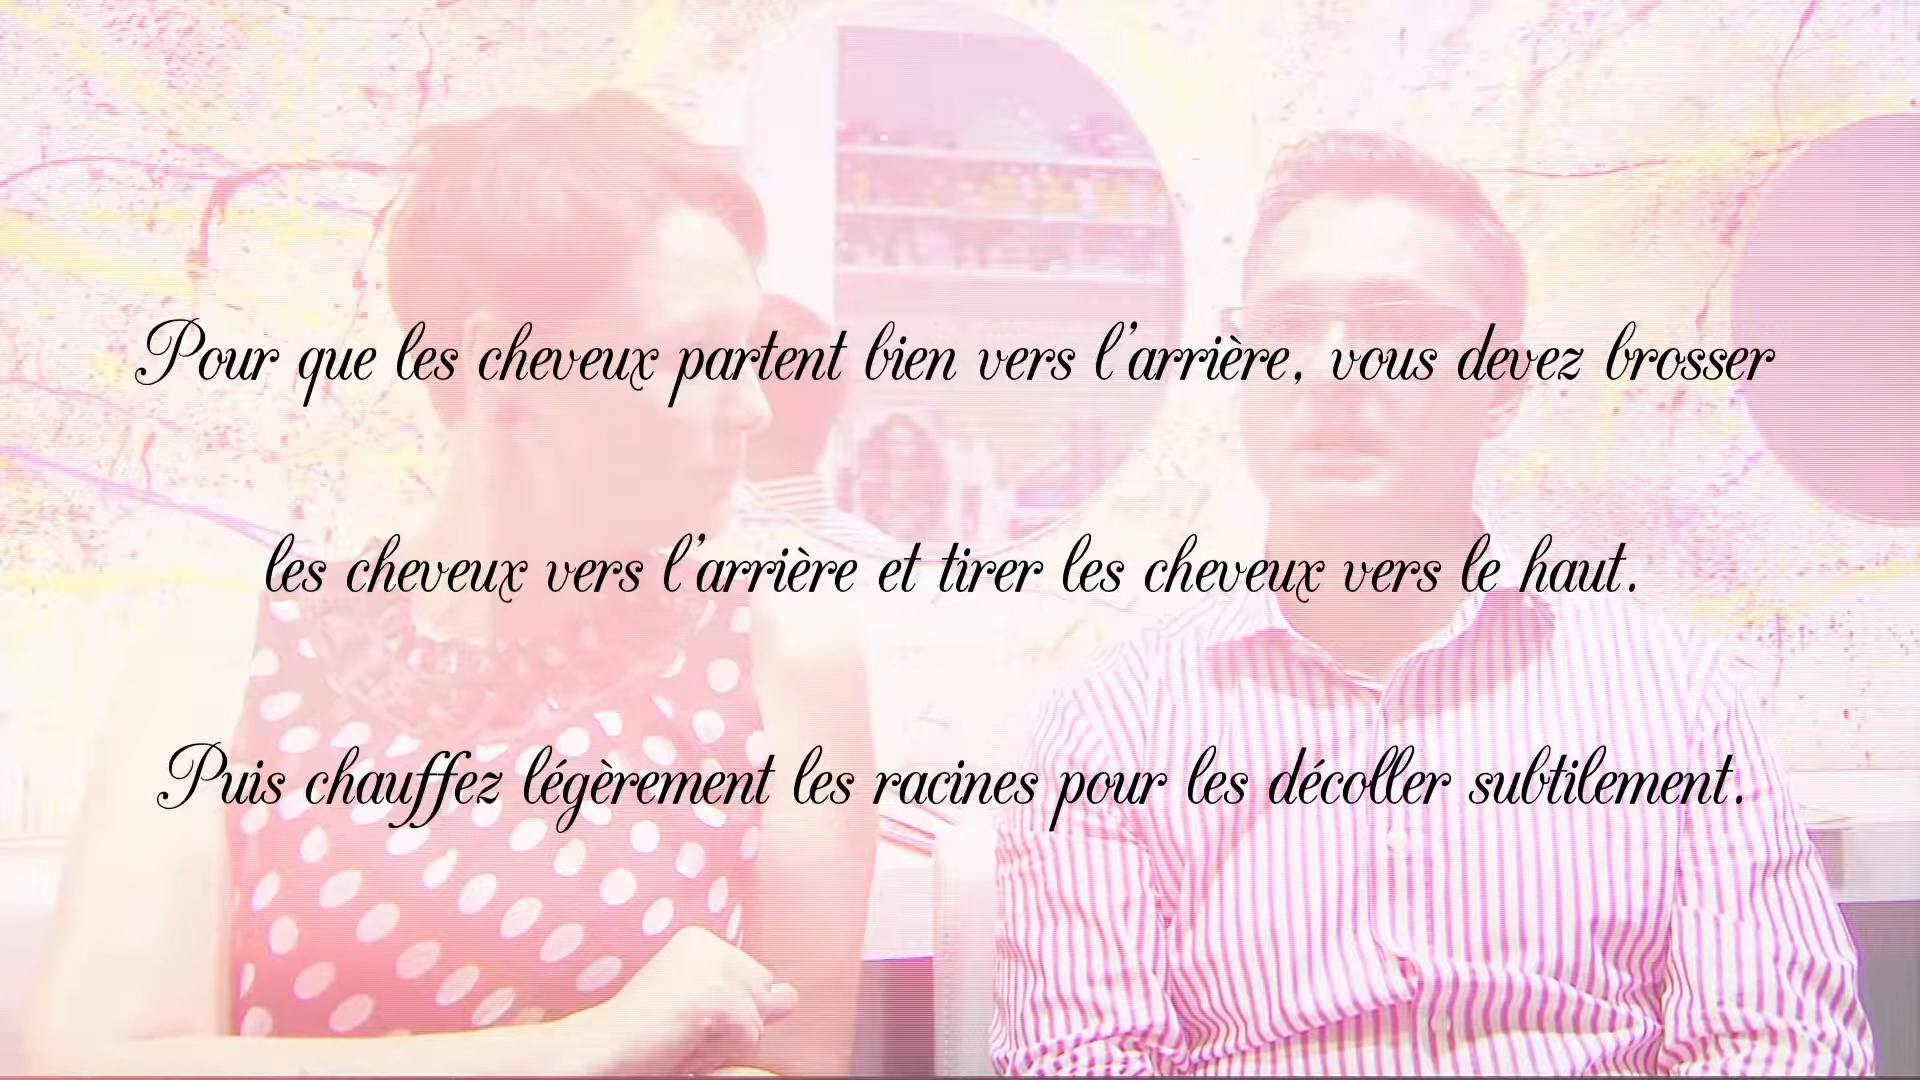 Pour que les cheveux partent bien vers l'arrière, vous devez brosser
les cheveux vers l'arrière et tirer les cheveux vers le haut.
Puis chauffez légèrement les racines pour les décoller subtilement.